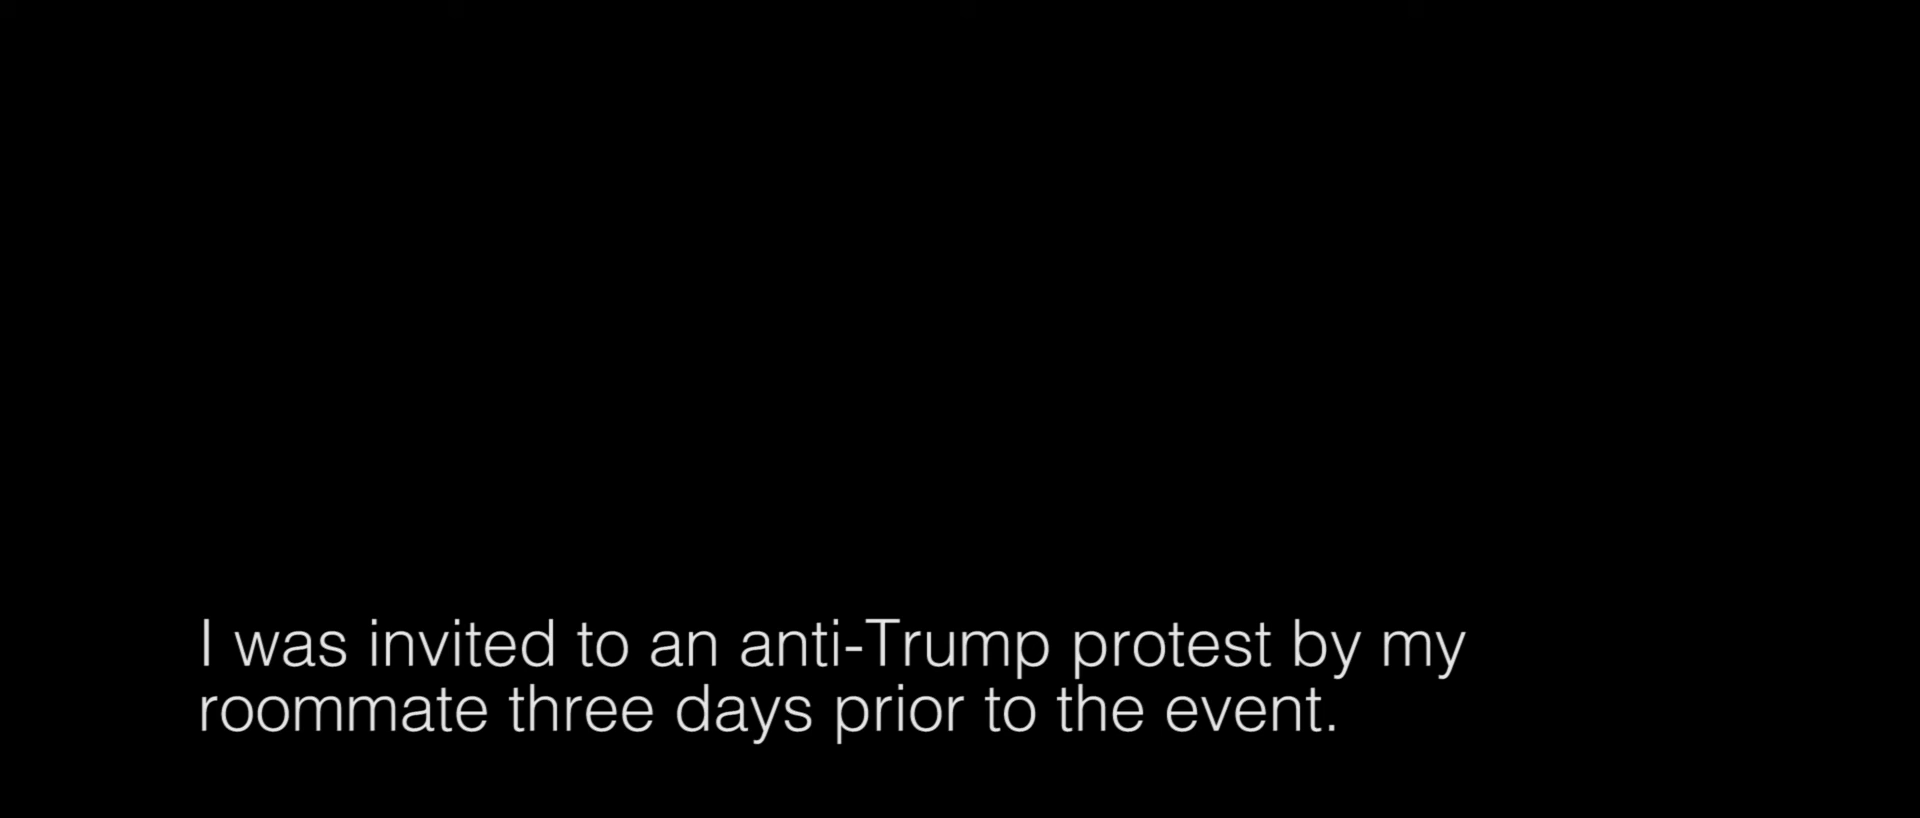 I was invited to an anti-Trump protest by my
roommate three days prior to the event.